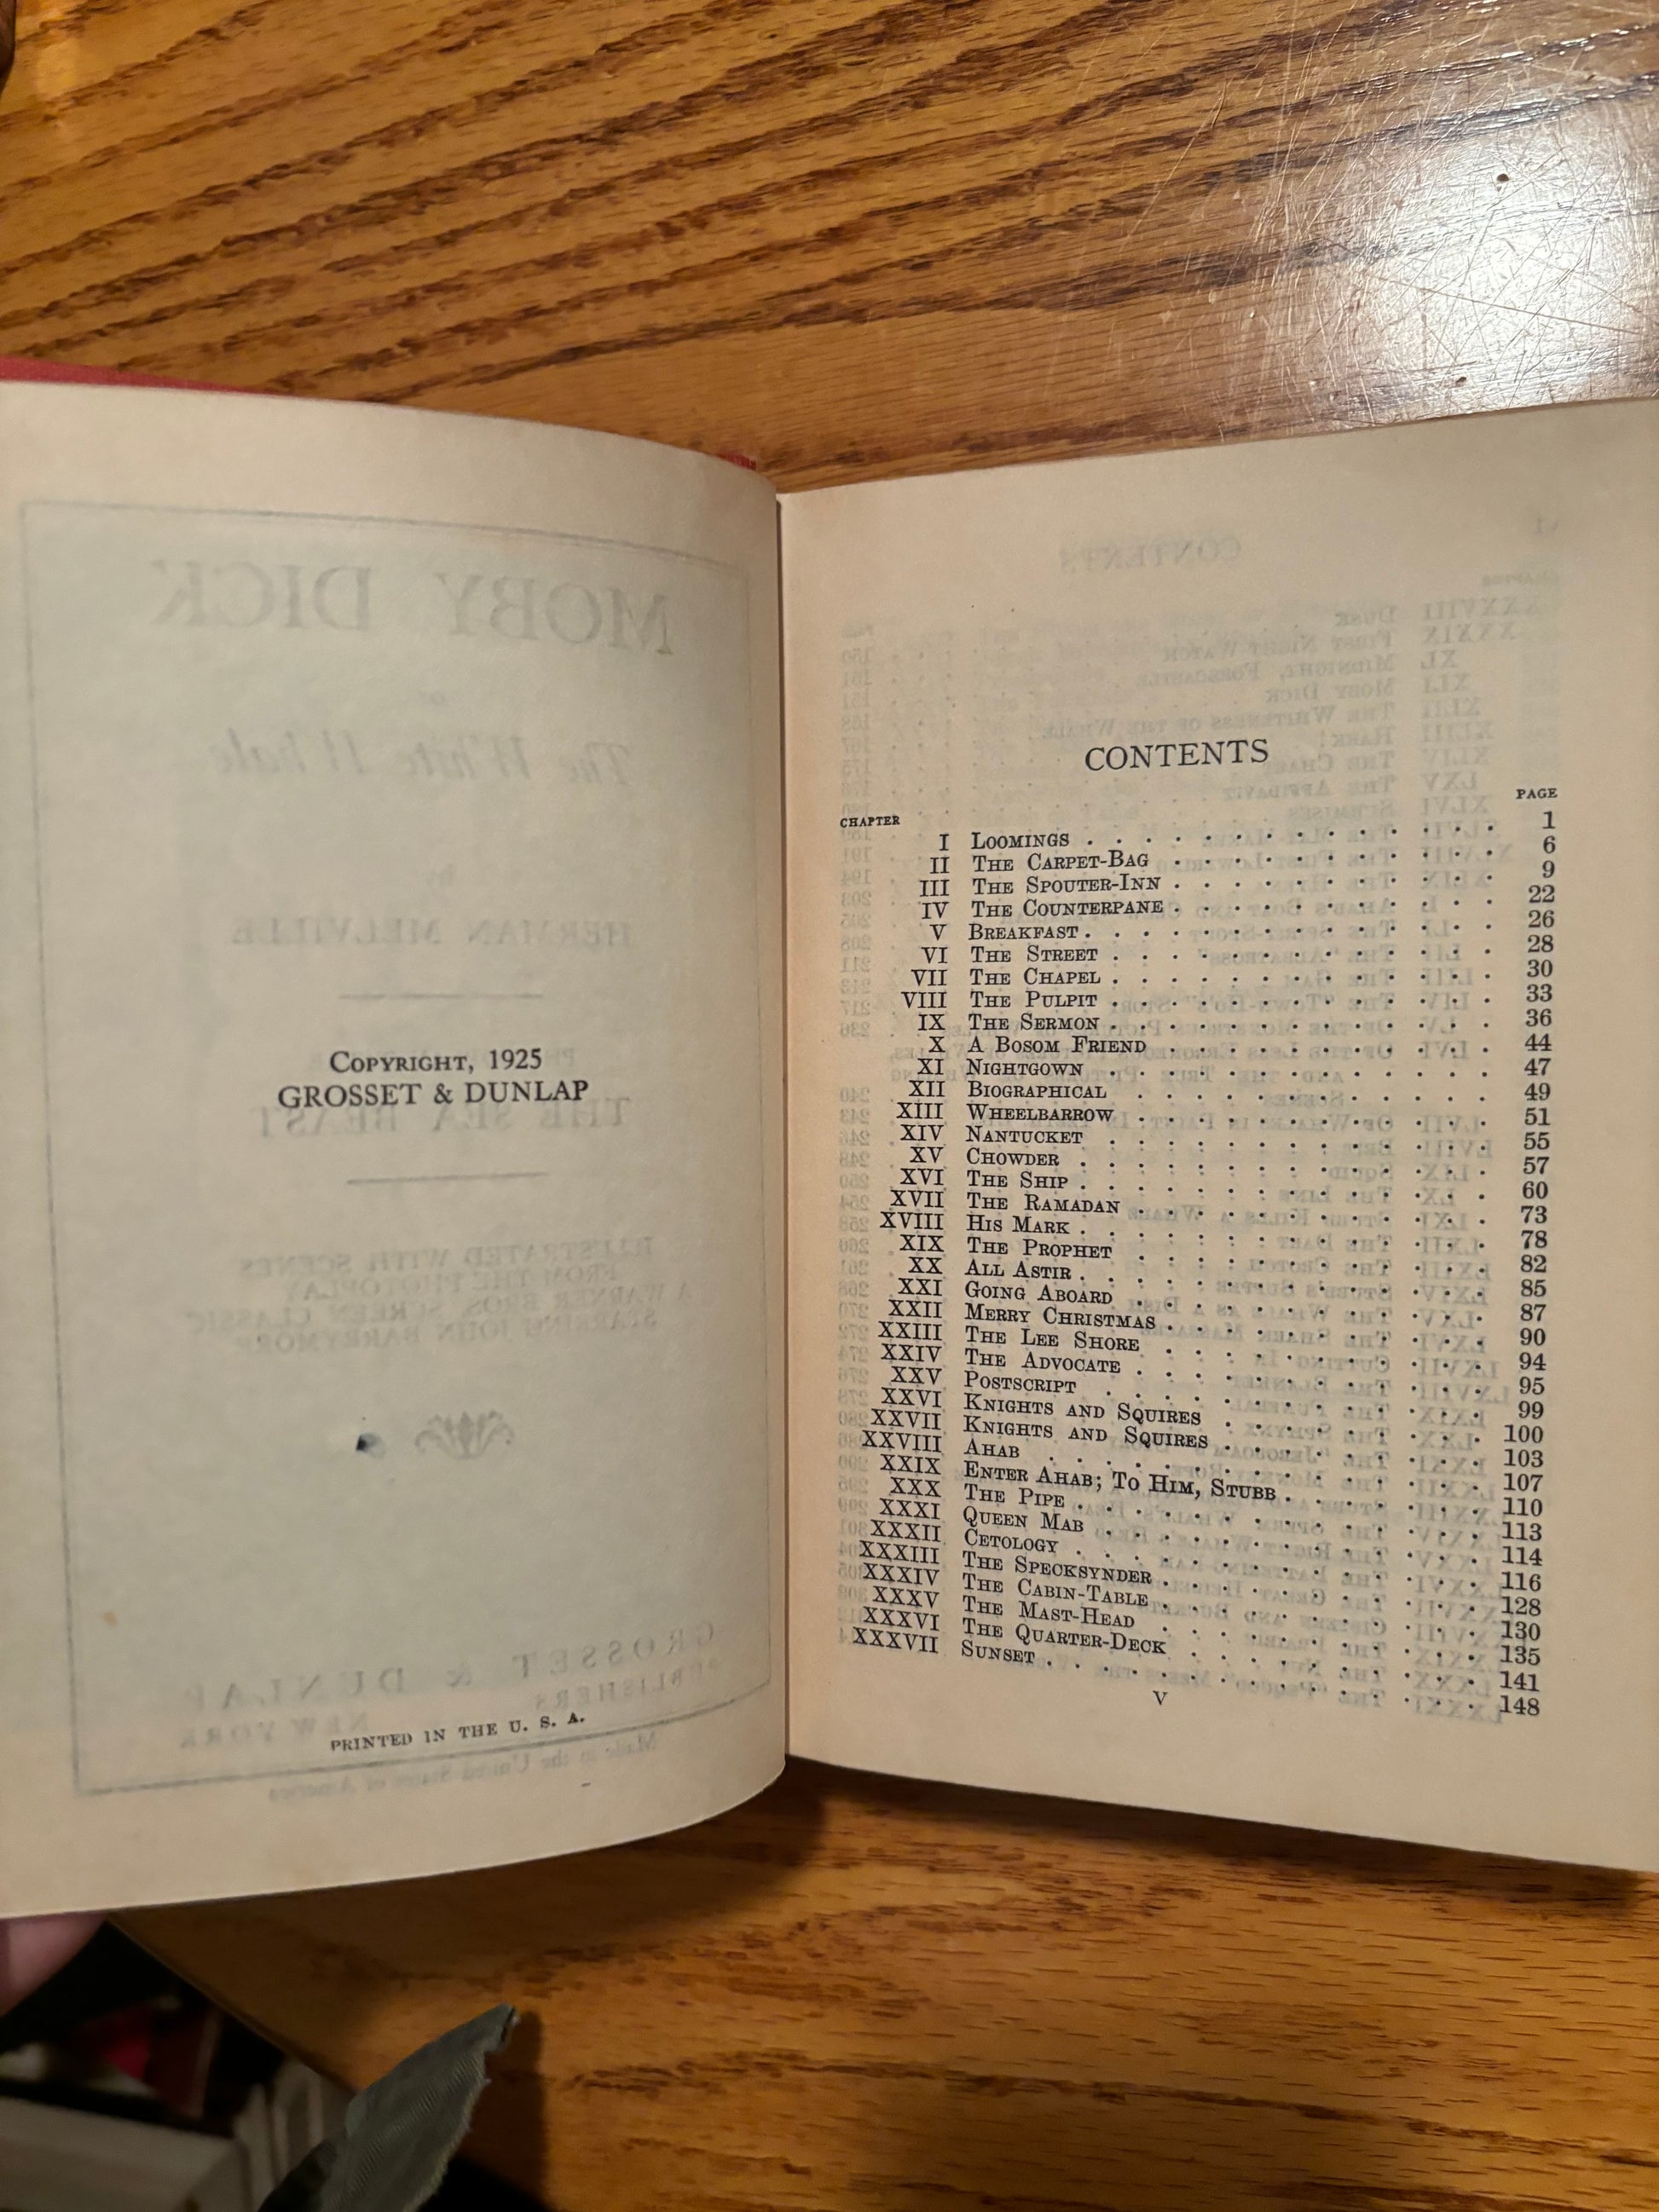 COPYRIGHT, 1925
GROSSET & DUNLAP
PRINTED IN THE U. S. A.
CONTENTS
CHAPTER PAGE
I LOOMINGS 1
II THE CARPET-BAG 6
III THE SPOUTER-INN 9
IV THE COUNTERPANE 22
V BREAKFAST 26
VI THE STREET 28
VII THE CHAPEL 30
VIII THE PULPIT 33
IX THE SERMON 36
X A BOSOM FRIEND 44
XI NIGHTGOWN 47
XII BIOGRAPHICAL 49
XIII WHEELBARROW 51
XIV NANTUCKET 55
XV CHOWDER 57
XVI THE SHIP 60
XVII THE RAMADAN 73
XVIII HIS MARK 78
XIX THE PROPHET 82
XX ALL ASTIR 85
XXI GOING ABOARD 87
XXII MERRY CHRISTMAS 90
XXIII THE LEE SHORE 94
XXIV THE ADVOCATE 95
XXV POSTSCRIPT 99
XXVI KNIGHTS AND SQUIRES 100
XXVII KNIGHTS AND SQUIRES 103
XXVIII AHAB 107
XXIX ENTER AHAB; TO HIM, STUBB 110
XXX THE PIPE 113
XXXI QUEEN MAB 114
XXXII CETOLOGY 116
XXXIII THE SPECKSYNDER 128
XXXIV THE CABIN-TABLE 130
XXXV THE MAST-HEAD 135
XXXVI THE QUARTER-DECK 141
XXXVII SUNSET 148
V